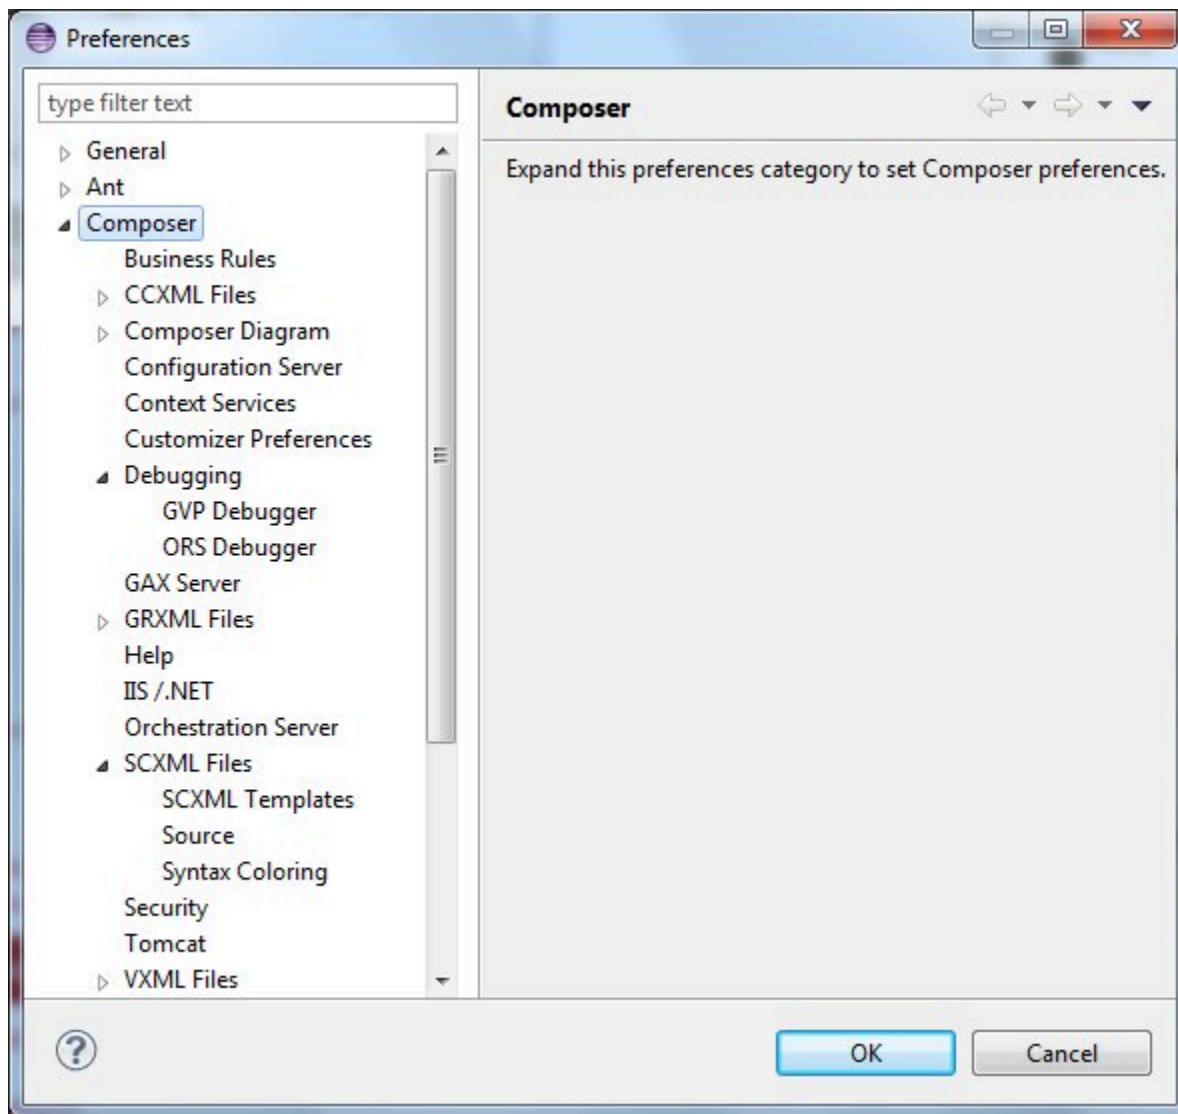 Preferences
type filter text
General
Ant
Composer
Business Rules
CCXML Files
Composer Diagram
Configuration Server
Context Services
Customizer Preferences
Debugging
GVP Debugger
ORS Debugger
GAX Server
GRXML Files
Help
IIS /.NET
Orchestration Server
SCXML Files
SCXML Templates
Source
Syntax Coloring
Security
Tomcat
VXML Files
Composer
Expand this preferences category to set Composer preferences.
OK
Cancel